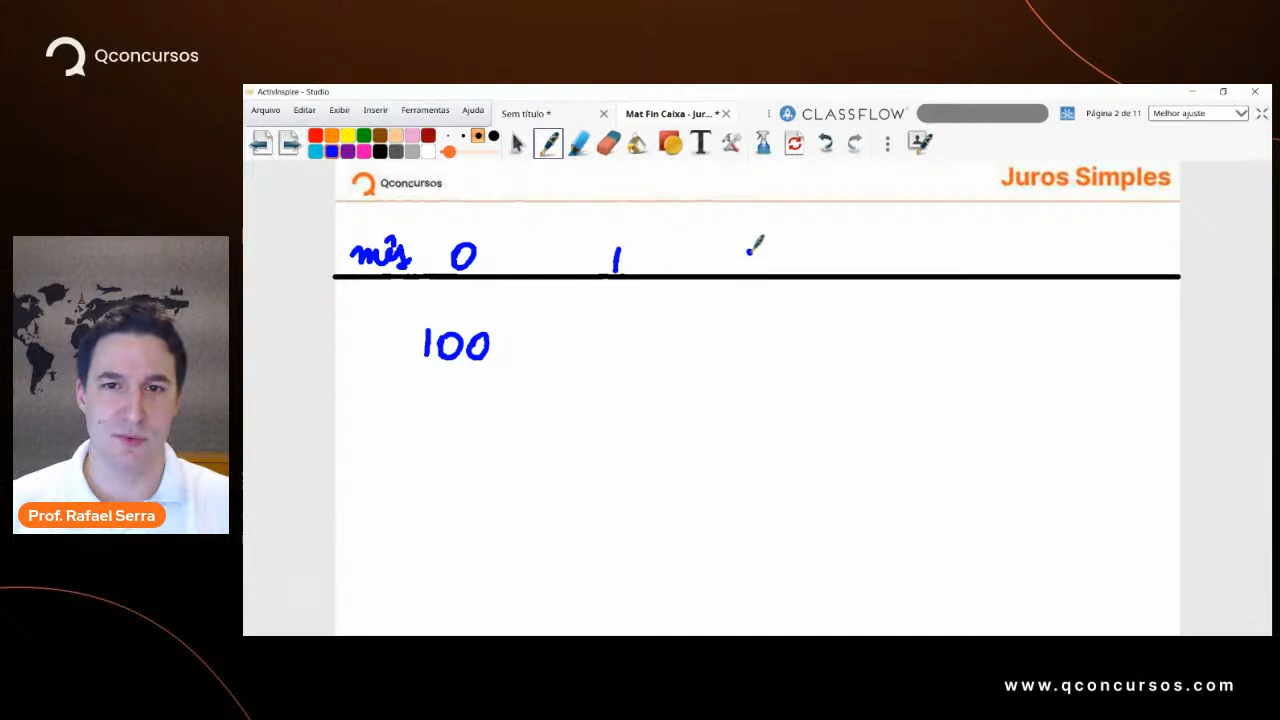 Qconcursos
ActivInspire - Studio
Arquivo Editar Exibir Inserir Ferramentas Ajuda
Sem título *
Mat Fin Caixa - Jur... *
CLASSFLOW
Página 2 de 11
Melhor ajuste
Qconcursos
Juros Simples
mês 0 1
100
Prof. Rafael Serra
www.qconcursos.com